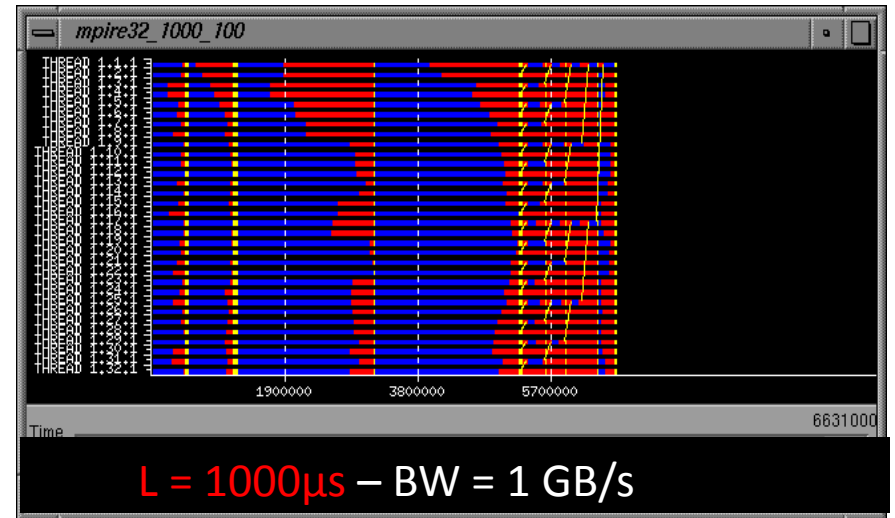 mpire32_1000_100
THREAD 1.1.1
THREAD 1.2.1
THREAD 1.3.1
THREAD 1.4.1
THREAD 1.5.1
THREAD 1.6.1
THREAD 1.7.1
THREAD 1.8.1
THREAD 1.9.1
THREAD 1.10.1
THREAD 1.11.1
THREAD 1.12.1
THREAD 1.13.1
THREAD 1.14.1
THREAD 1.15.1
THREAD 1.16.1
THREAD 1.17.1
THREAD 1.18.1
THREAD 1.19.1
THREAD 1.20.1
THREAD 1.21.1
THREAD 1.22.1
THREAD 1.23.1
THREAD 1.24.1
THREAD 1.25.1
THREAD 1.26.1
THREAD 1.27.1
THREAD 1.28.1
THREAD 1.29.1
THREAD 1.30.1
THREAD 1.31.1
THREAD 1.32.1
1900000 3800000 5700000
6631000
Time
L = 1000µs – BW = 1 GB/s